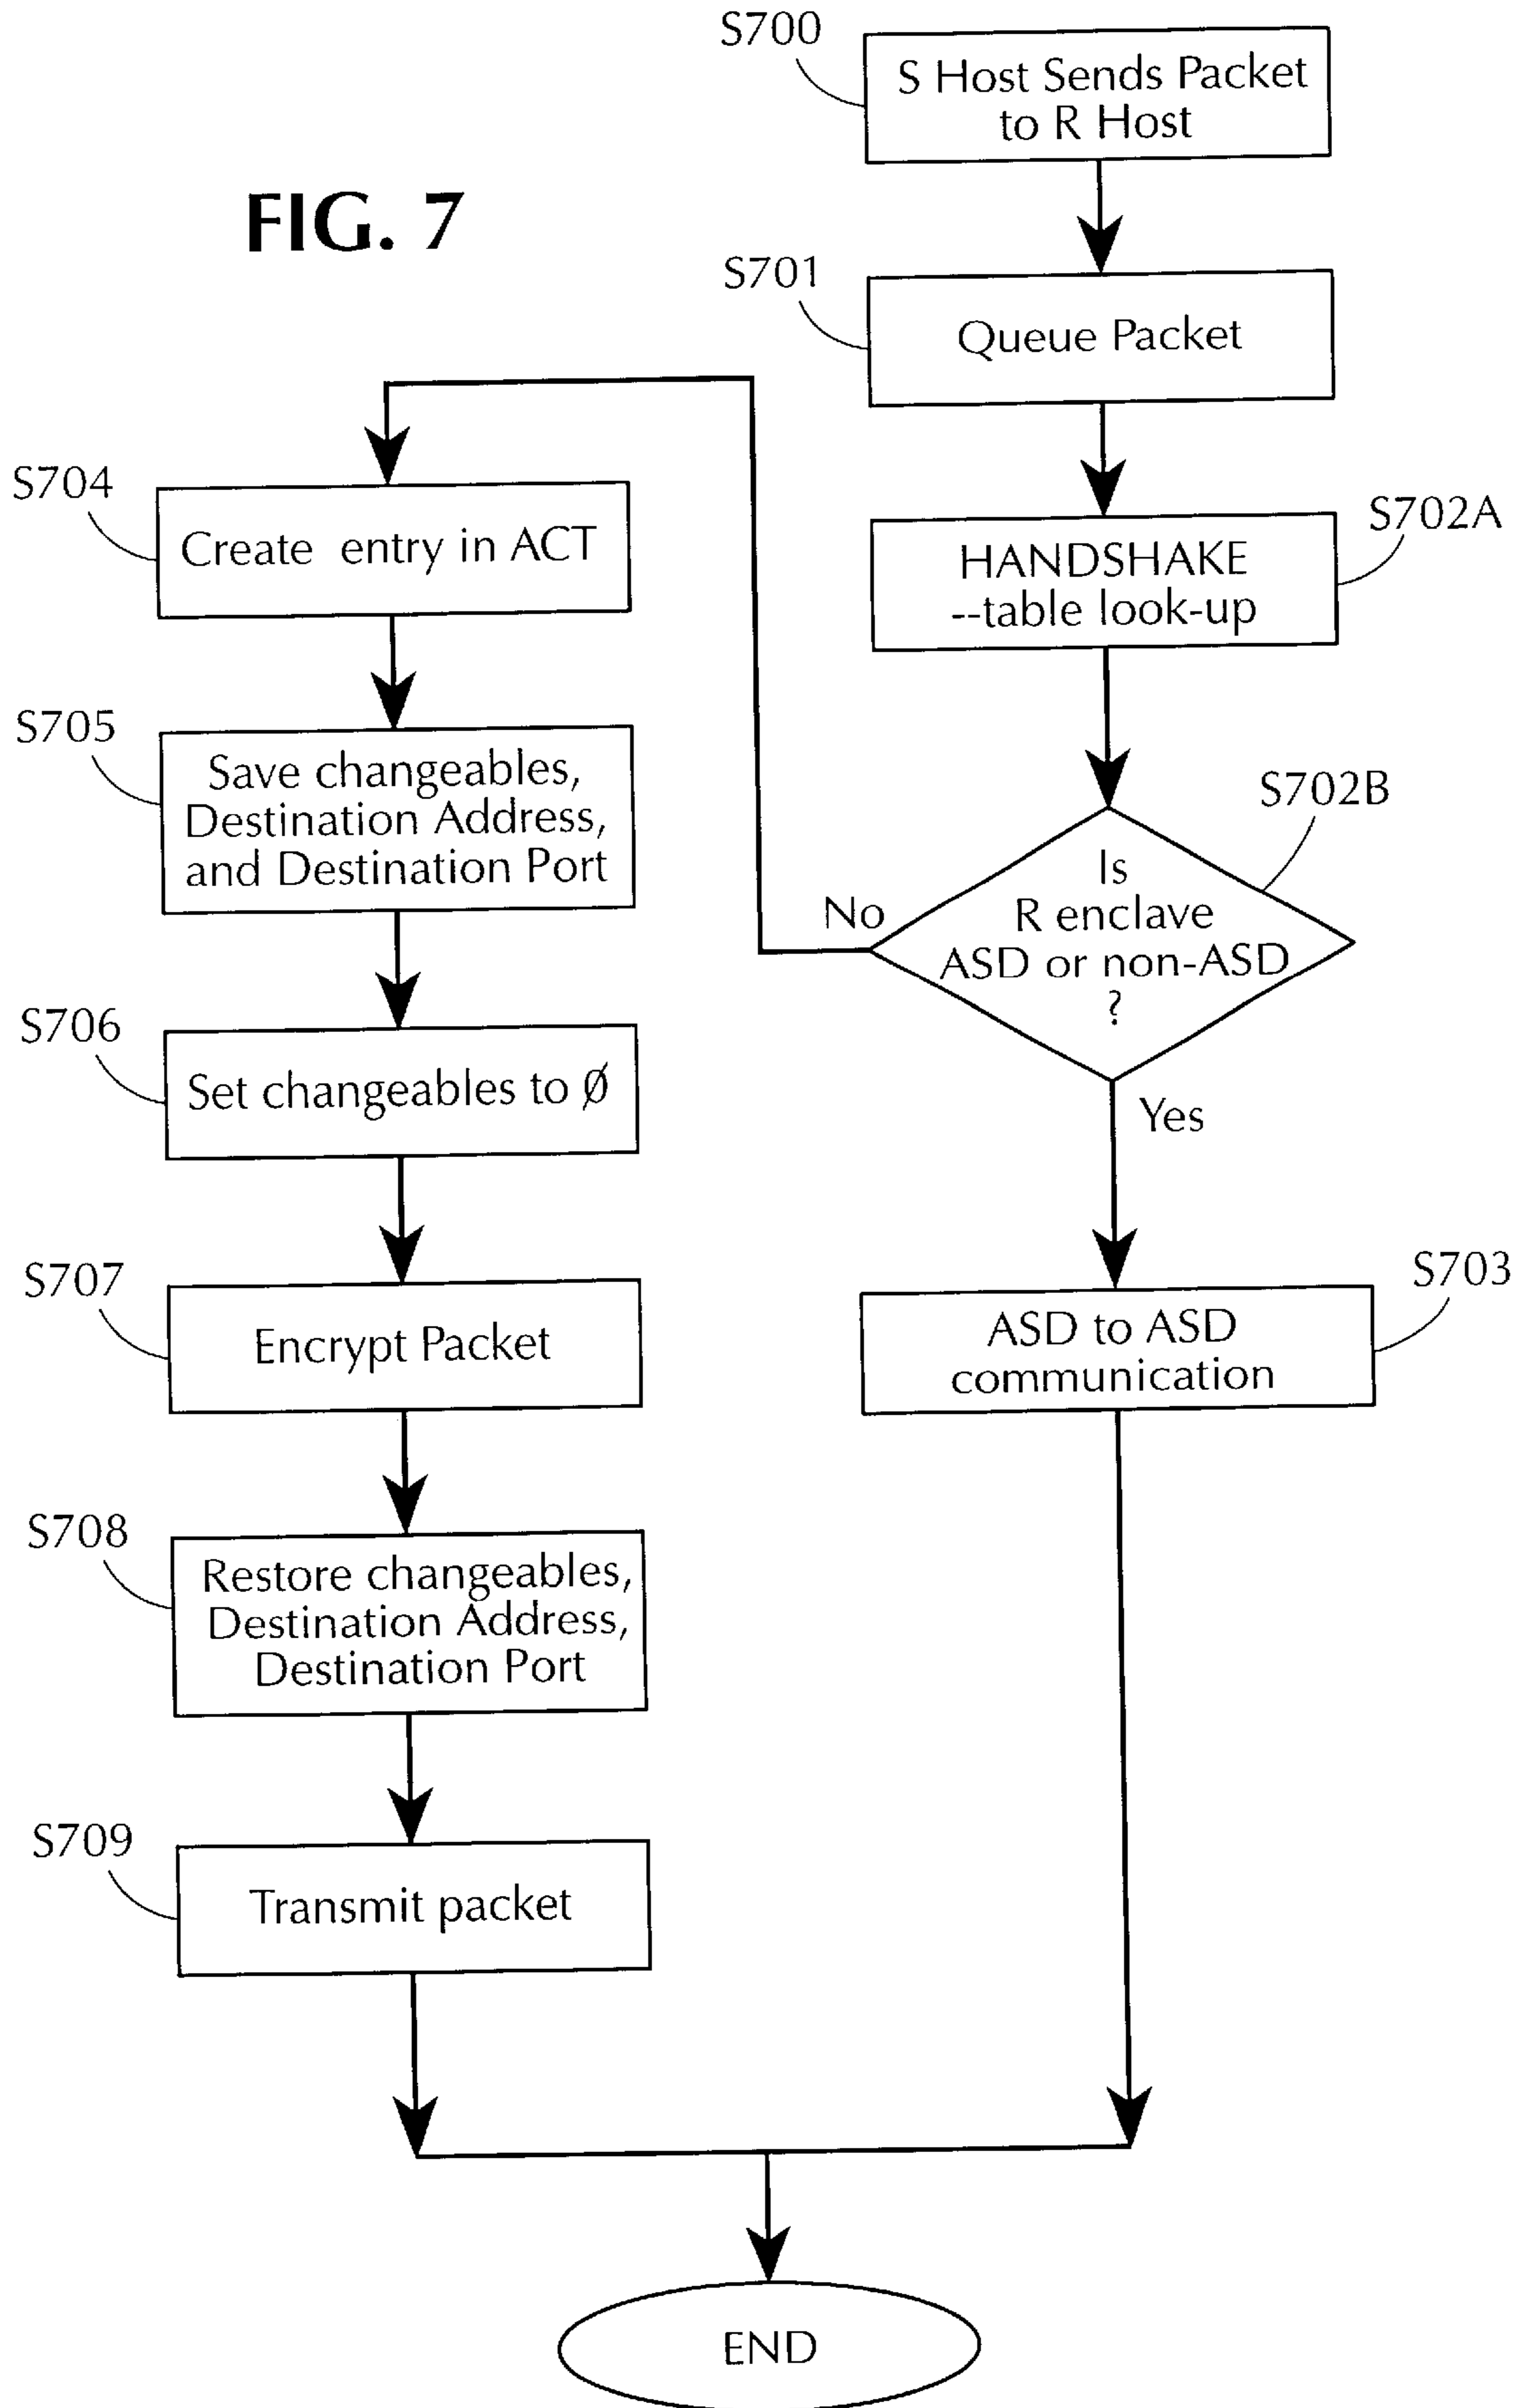 FIG. 7
S700
S Host Sends Packet
to R Host
S701
Queue Packet
S702A
HANDSHAKE
--table look-up
S702B
Is
R enclave
ASD or non-ASD
?
No
Yes
S703
ASD to ASD
communication
S704
Create entry in ACT
S705
Save changeables,
Destination Address,
and Destination Port
S706
Set changeables to Ø
S707
Encrypt Packet
S708
Restore changeables,
Destination Address,
Destination Port
S709
Transmit packet
END